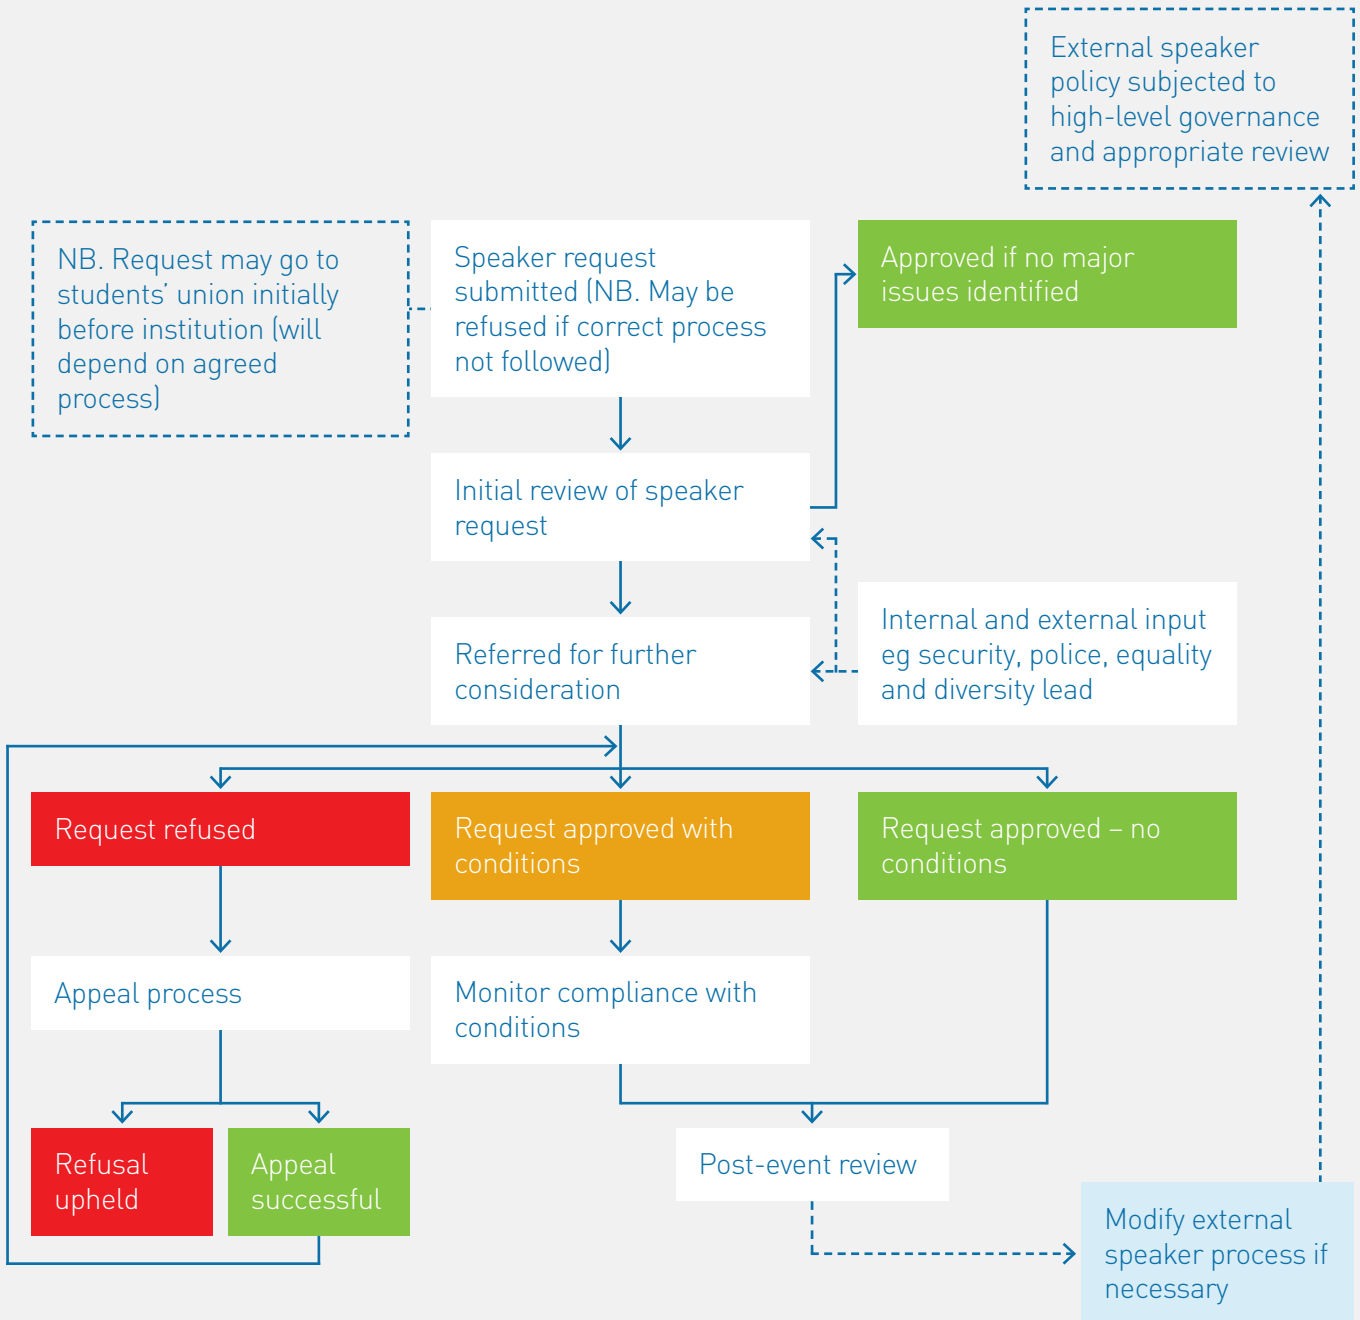 External speaker
policy subjected to
high-level governance
and appropriate review
NB. Request may go to
students’ union initially
before institution (will
depend on agreed
process)
Speaker request
submitted (NB. May be
refused if correct process
not followed)
Approved if no major
issues identified
Initial review of speaker
request
Internal and external input
eg security, police, equality
and diversity lead
Referred for further
consideration
Request refused
Request approved with
conditions
Request approved – no
conditions
Appeal process
Monitor compliance with
conditions
Refusal
upheld
Appeal
successful
Post-event review
Modify external
speaker process if
necessary